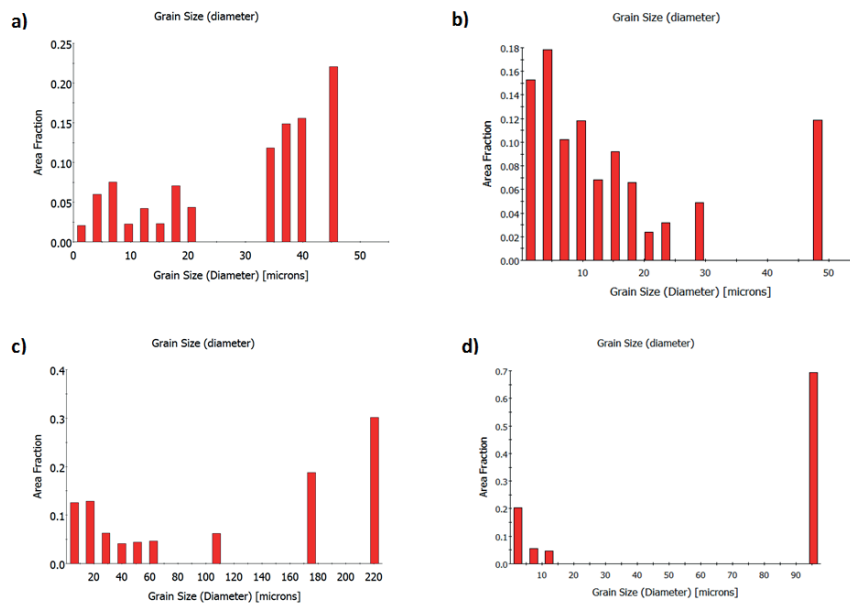 a)
Grain Size (diameter)
Area Fraction
0.25
0.20
0.15
0.10
0.05
0.00
0 10 20 30 40 50
Grain Size (Diameter) [microns]
b)
Grain Size (diameter)
Area Fraction
0.18
0.16
0.14
0.12
0.10
0.08
0.06
0.04
0.02
0.00
10 20 30 40 50
Grain Size (Diameter) [microns]
c)
Grain Size (diameter)
Area Fraction
0.4
0.3
0.2
0.1
0.0
20 40 60 80 100 120 140 160 180 200 220
Grain Size (Diameter) [microns]
d)
Grain Size (diameter)
Area Fraction
0.7
0.6
0.5
0.4
0.3
0.2
0.1
0.0
10 20 30 40 50 60 70 80 90
Grain Size (Diameter) [microns]